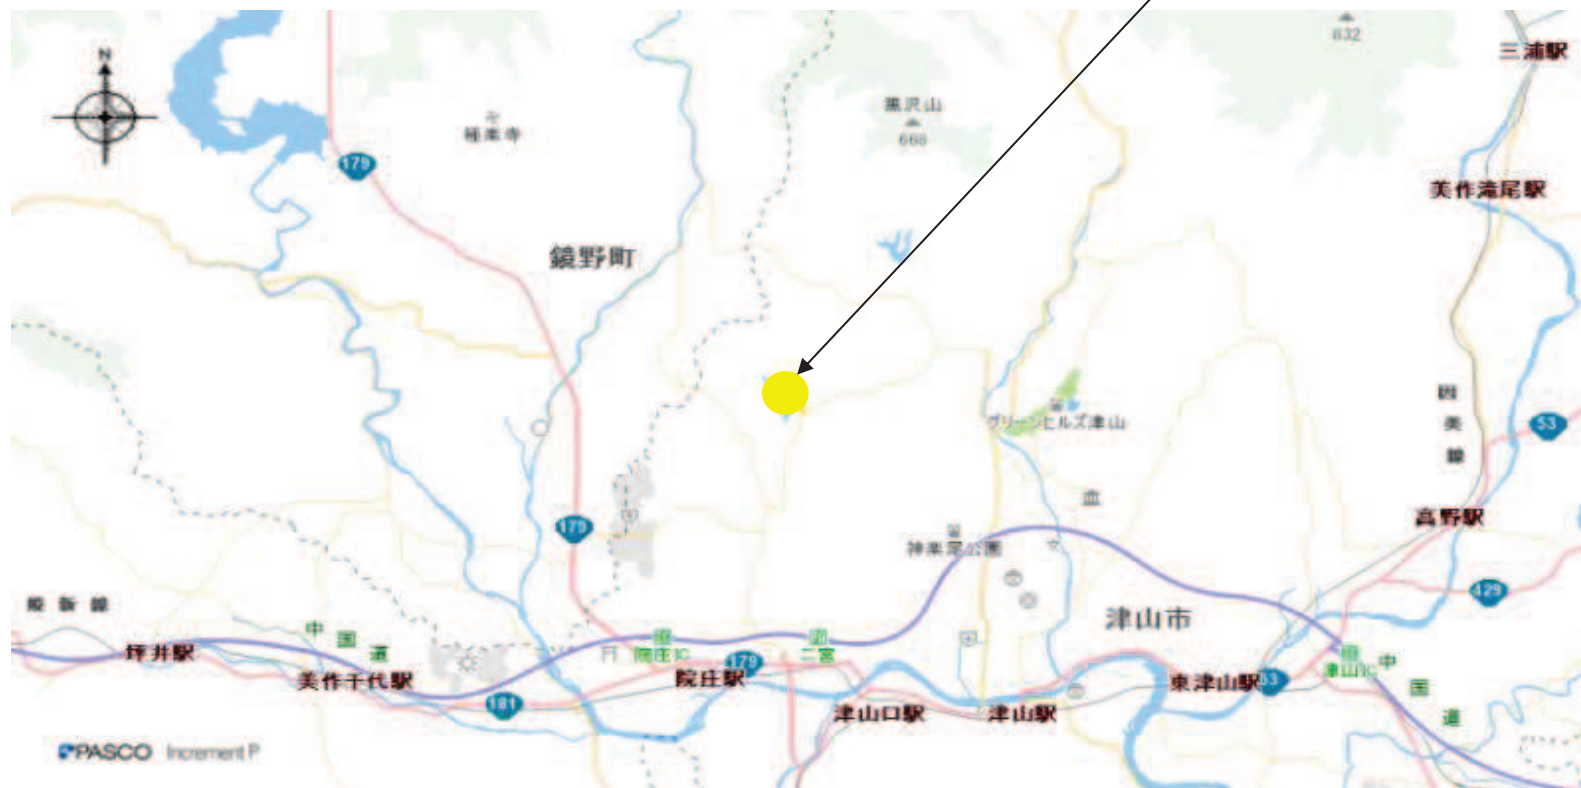 N
832
三浦駅
黒沢山
668
極楽寺
179
美作滝尾駅
鏡野町
因美線
53
グリーンヒルズ津山
高野駅
179
神楽尾公園
429
姫新線
津山市
中国道
坪井駅
院庄IC
二宮
179
津山IC
中国道
美作千代駅
院庄駅
東津山駅
53
181
津山口駅
津山駅
PASCO Increment P